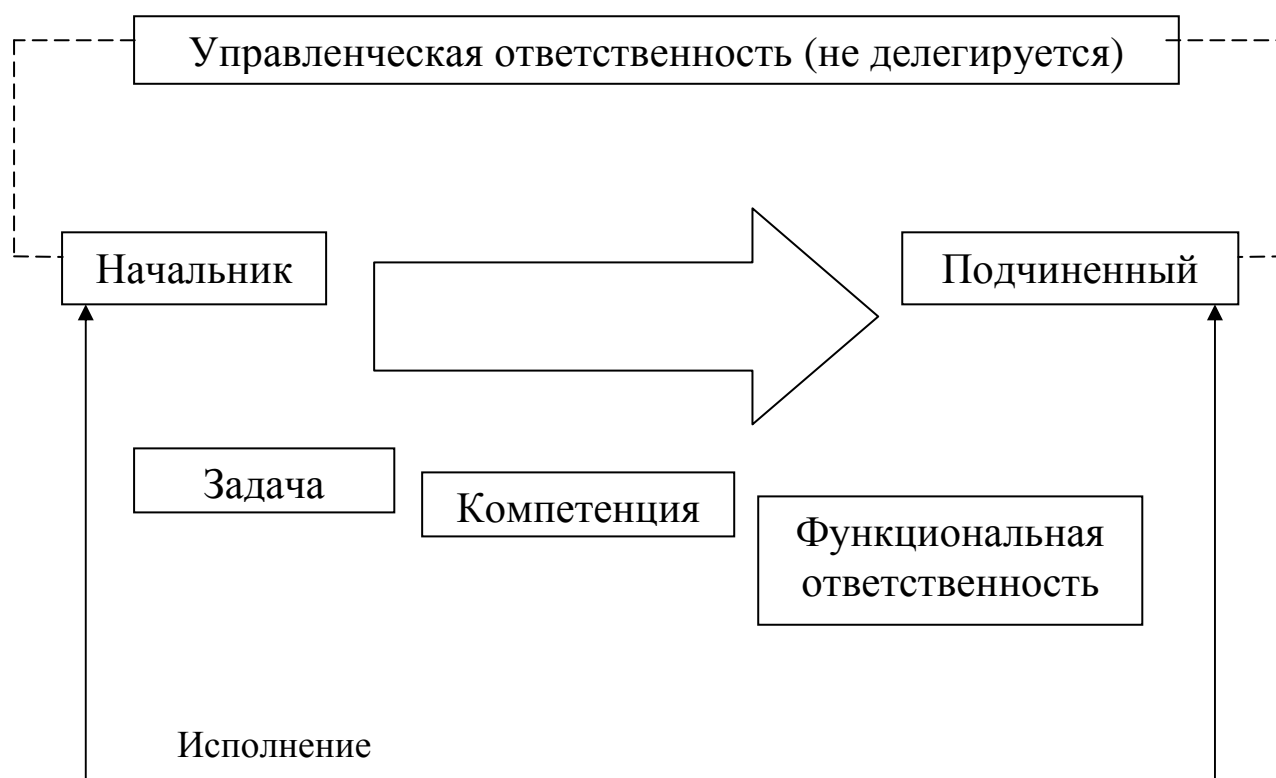 Управленческая ответственность (не делегируется)
Начальник
Подчиненный
Задача
Компетенция
Функциональная
ответственность
Исполнение